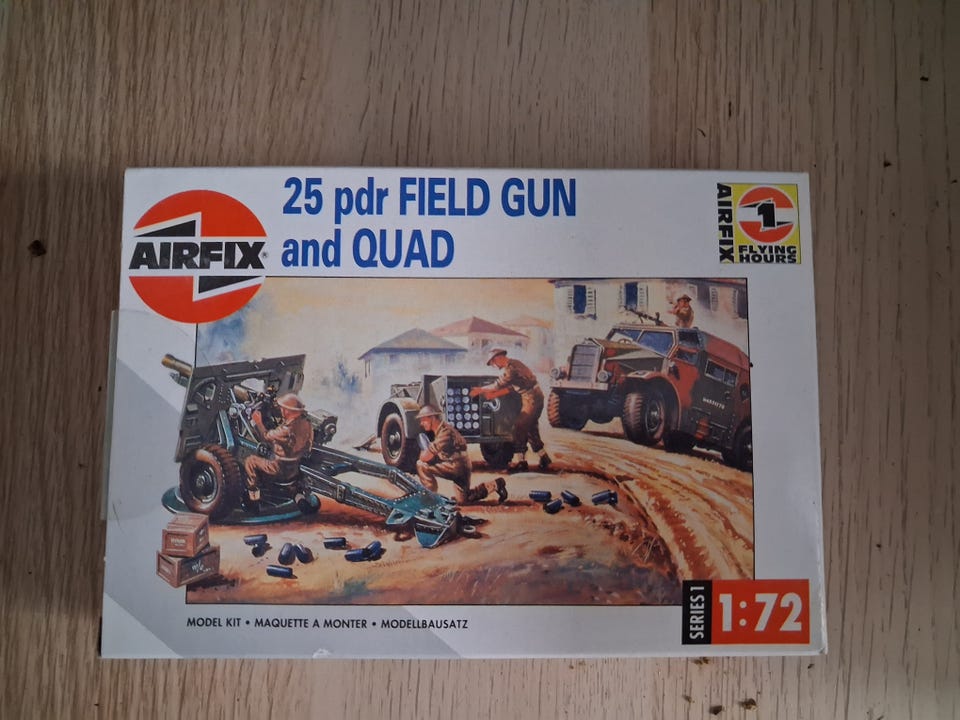 25 pdr FIELD GUN
and QUAD
AIRFIX®
AIRFIX
1
FLYING
HOURS
MODEL KIT • MAQUETTE A MONTER • MODELLBAUSATZ
SERIES 1
1:72